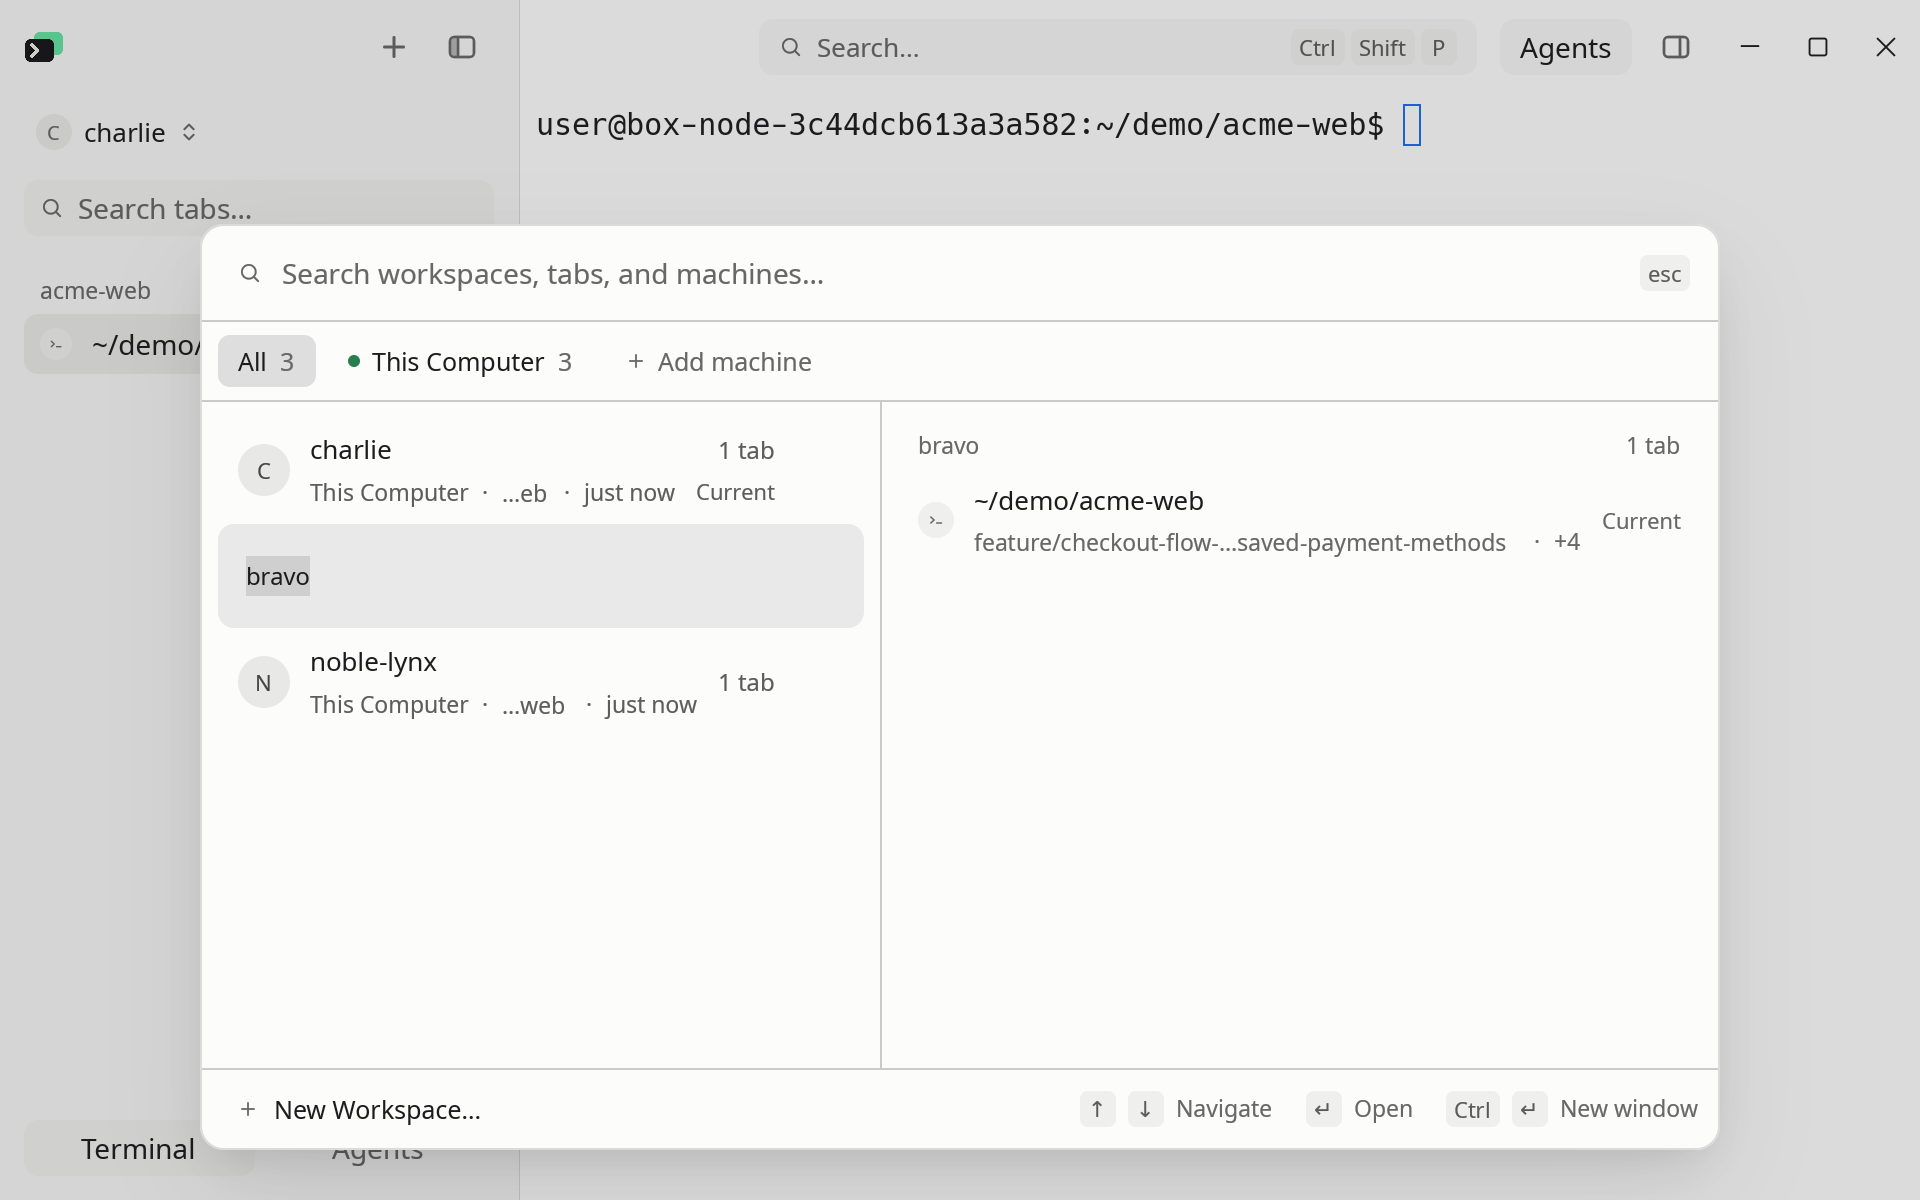 Search... Ctrl Shift P Agents
C charlie
user@box-node-3c44dcb613a3a582:~/demo/acme-web$
Search tabs...
acme-web
~/demo/
Search workspaces, tabs, and machines... esc
All 3 This Computer 3 + Add machine
C charlie 1 tab
This Computer · ...eb · just now Current
bravo
N noble-lynx 1 tab
This Computer · ...web · just now
bravo 1 tab
~/demo/acme-web Current
feature/checkout-flow-...saved-payment-methods · +4
+ New Workspace... ↑ ↓ Navigate ↵ Open Ctrl ↵ New window
Terminal Agents